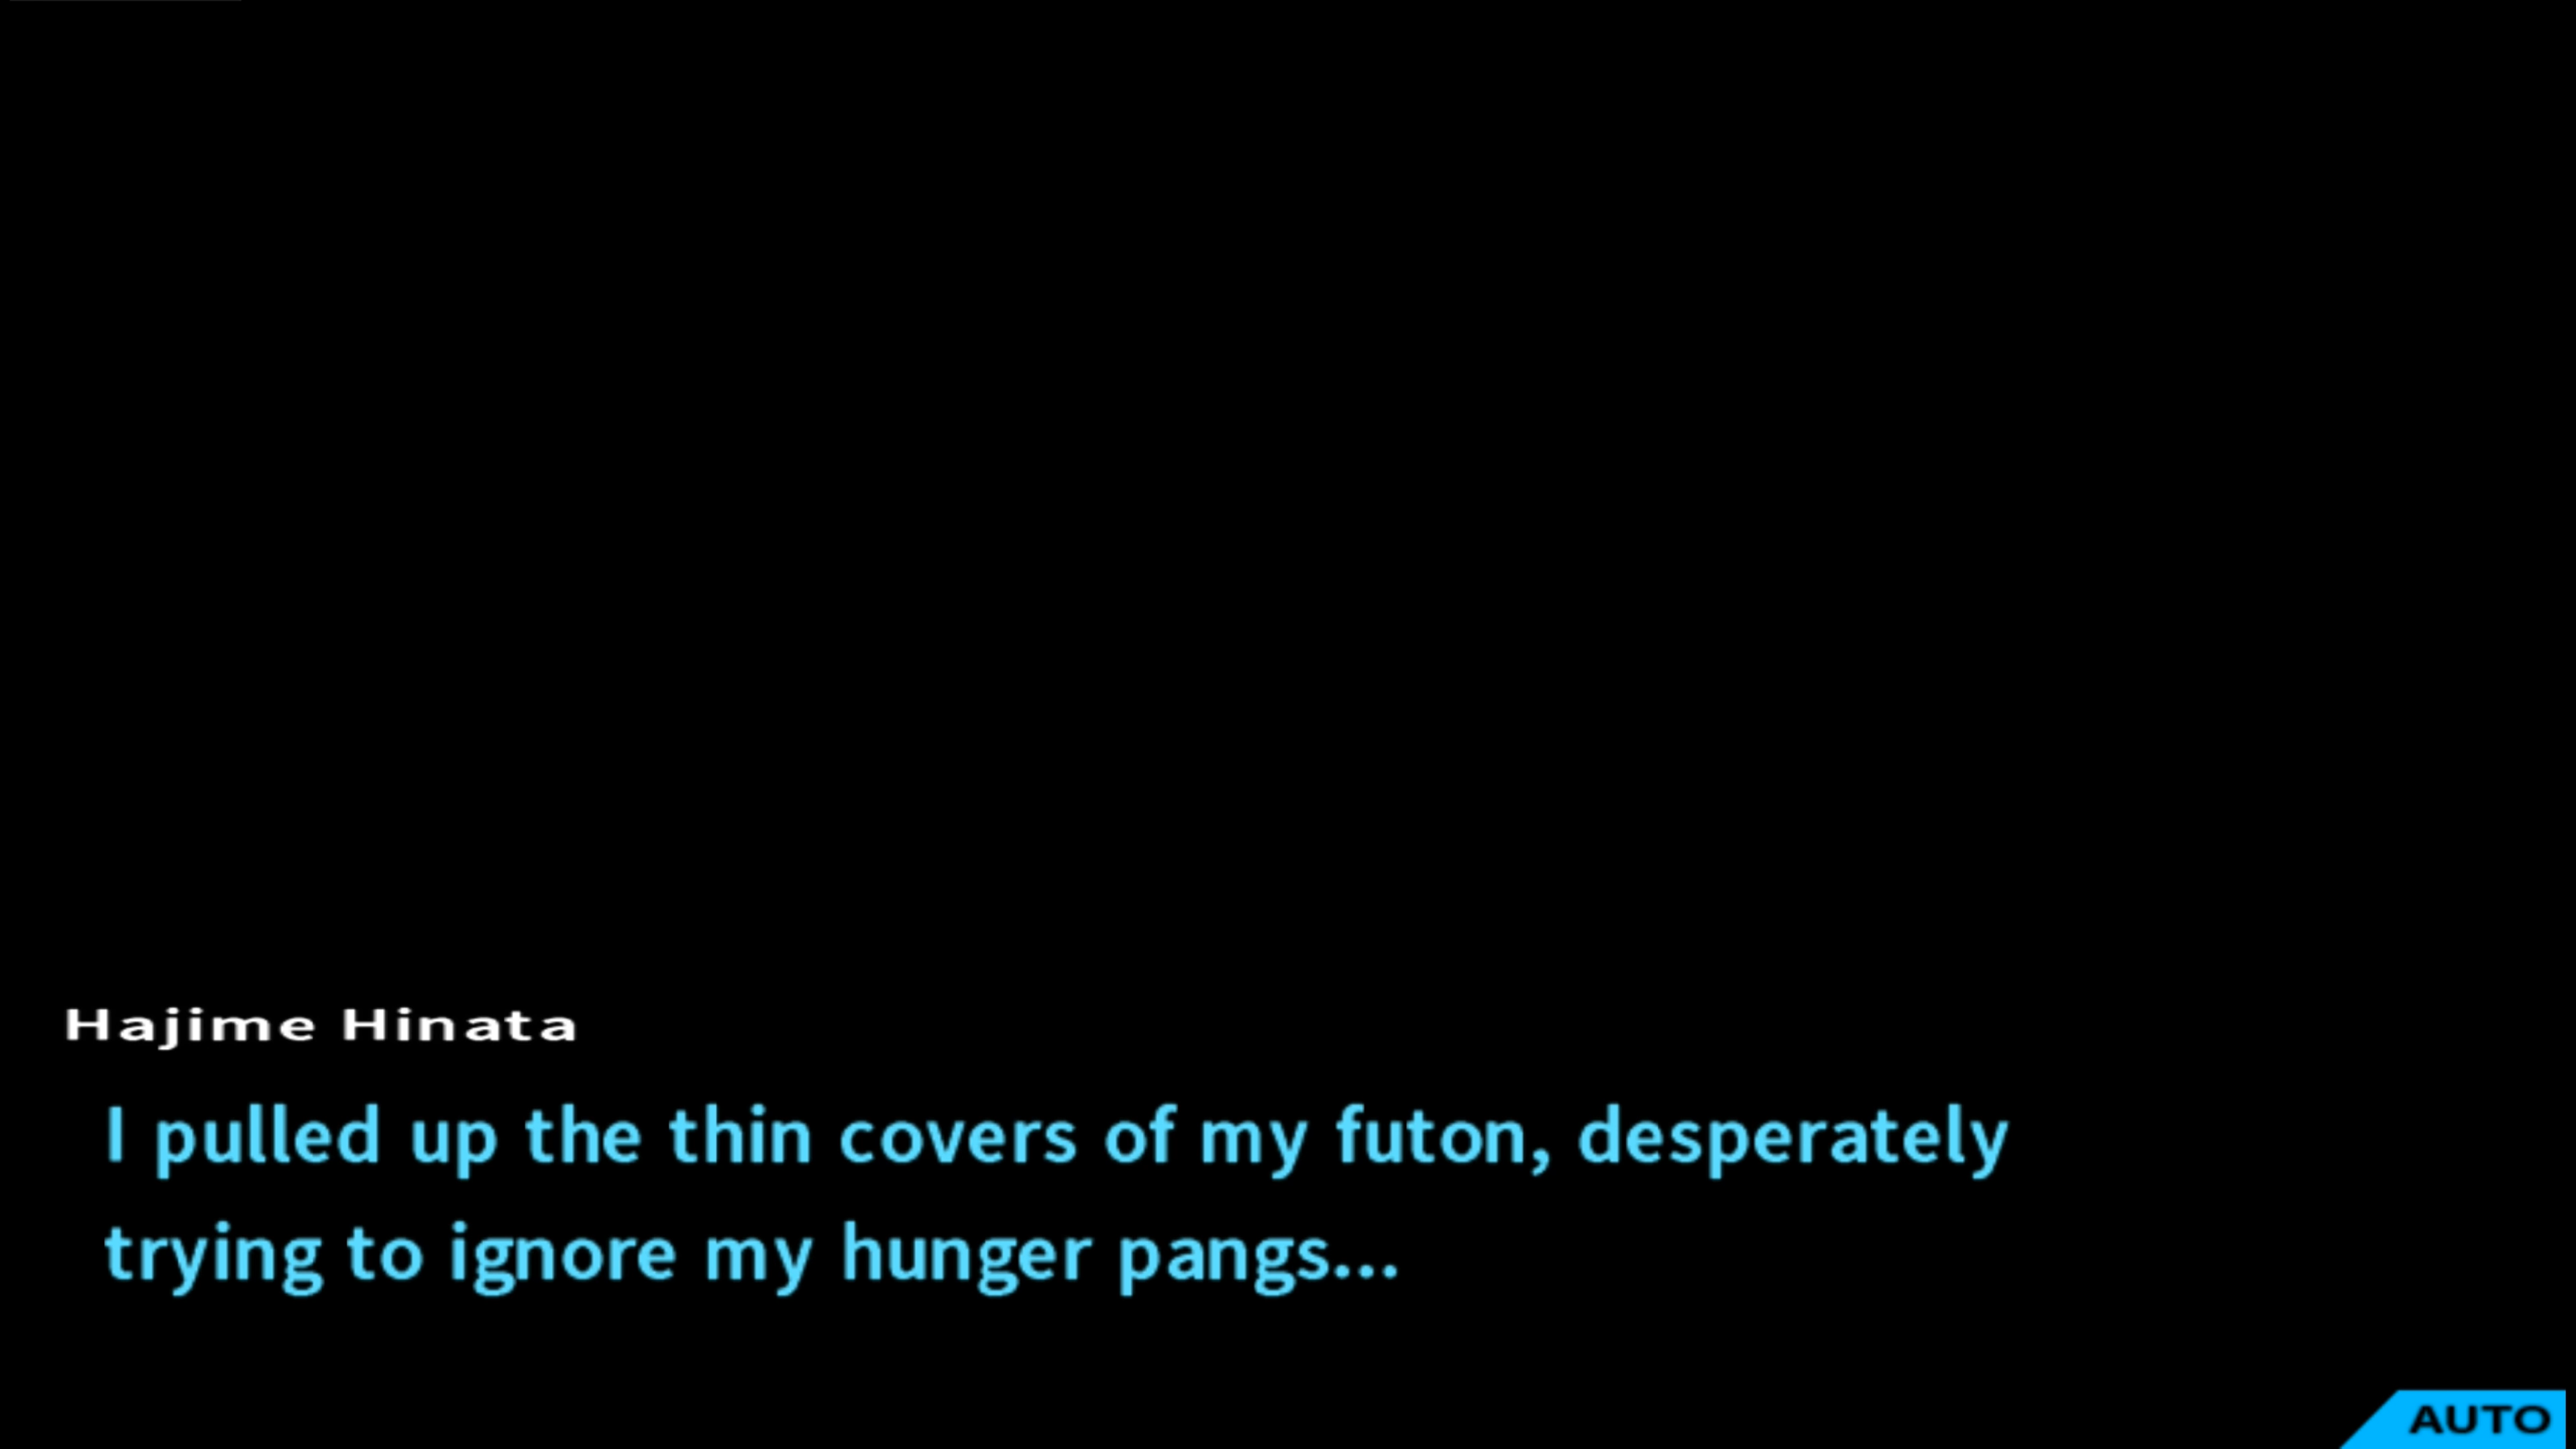 Hajime Hinata
I pulled up the thin covers of my futon, desperately
trying to ignore my hunger pangs...
AUTO